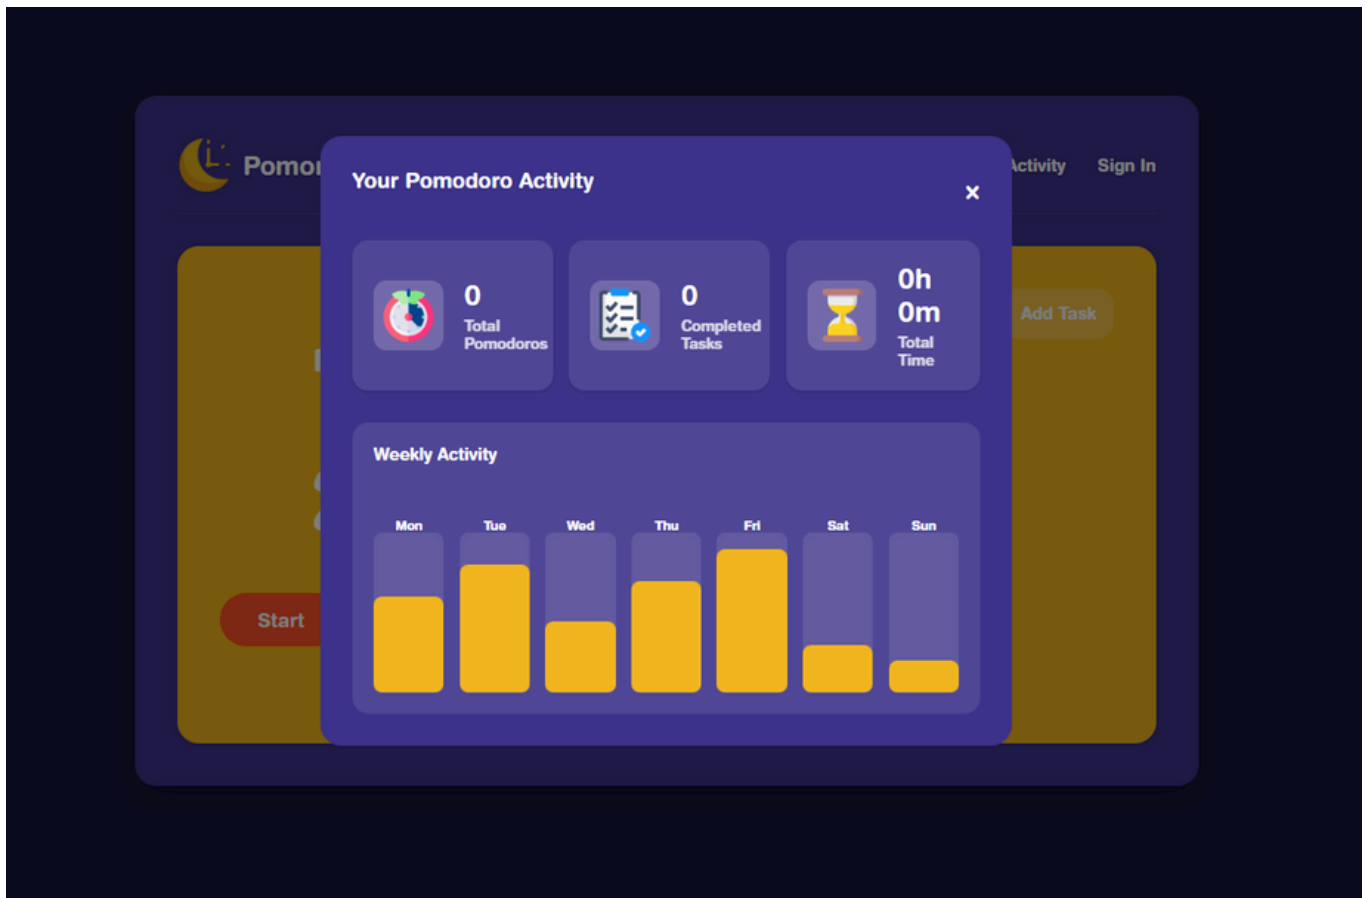 Pomo
Activity Sign In
Your Pomodoro Activity
×
0
Total
Pomodoros
0
Completed
Tasks
0h
0m
Total
Time
Add Task
Weekly Activity
Mon Tue Wed Thu Fri Sat Sun
Start